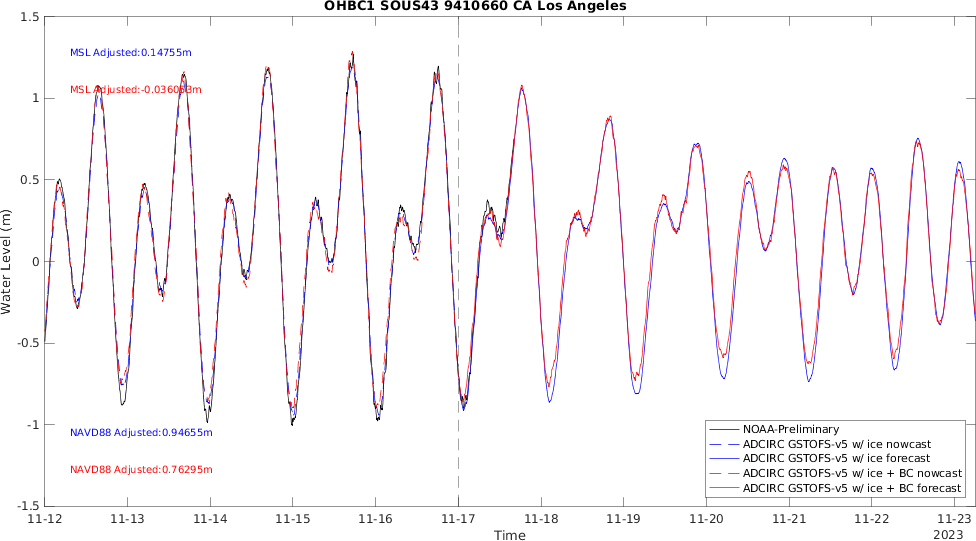 OHBC1 SOUS43 9410660 CA Los Angeles
1.5
MSL Adjusted:0.14755m
MSL Adjusted:-0.036083m
1
0.5
Water Level (m)
0
-0.5
-1
NAVD88 Adjusted:0.94655m
NAVD88 Adjusted:0.76295m
NOAA-Preliminary
ADCIRC GSTOFS-v5 w/ ice nowcast
ADCIRC GSTOFS-v5 w/ ice forecast
ADCIRC GSTOFS-v5 w/ ice + BC nowcast
ADCIRC GSTOFS-v5 w/ ice + BC forecast
-1.5
11-12 11-13 11-14 11-15 11-16 11-17 11-18 11-19 11-20 11-21 11-22 11-23
Time
2023